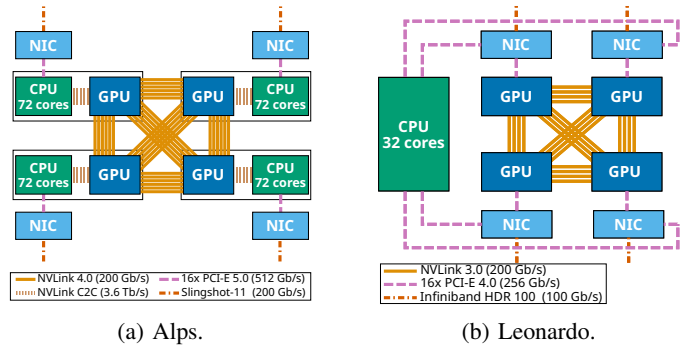 NIC
NIC
CPU
72 cores
GPU
GPU
CPU
72 cores
CPU
72 cores
GPU
GPU
CPU
72 cores
NIC
NIC
NVLink 4.0 (200 Gb/s)
16x PCI-E 5.0 (512 Gb/s)
NVLink C2C (3.6 Tb/s)
Slingshot-11 (200 Gb/s)
(a) Alps.
NIC
NIC
GPU
GPU
CPU
32 cores
GPU
GPU
NIC
NIC
NVLink 3.0 (200 Gb/s)
16x PCI-E 4.0 (256 Gb/s)
Infiniband HDR 100 (100 Gb/s)
(b) Leonardo.